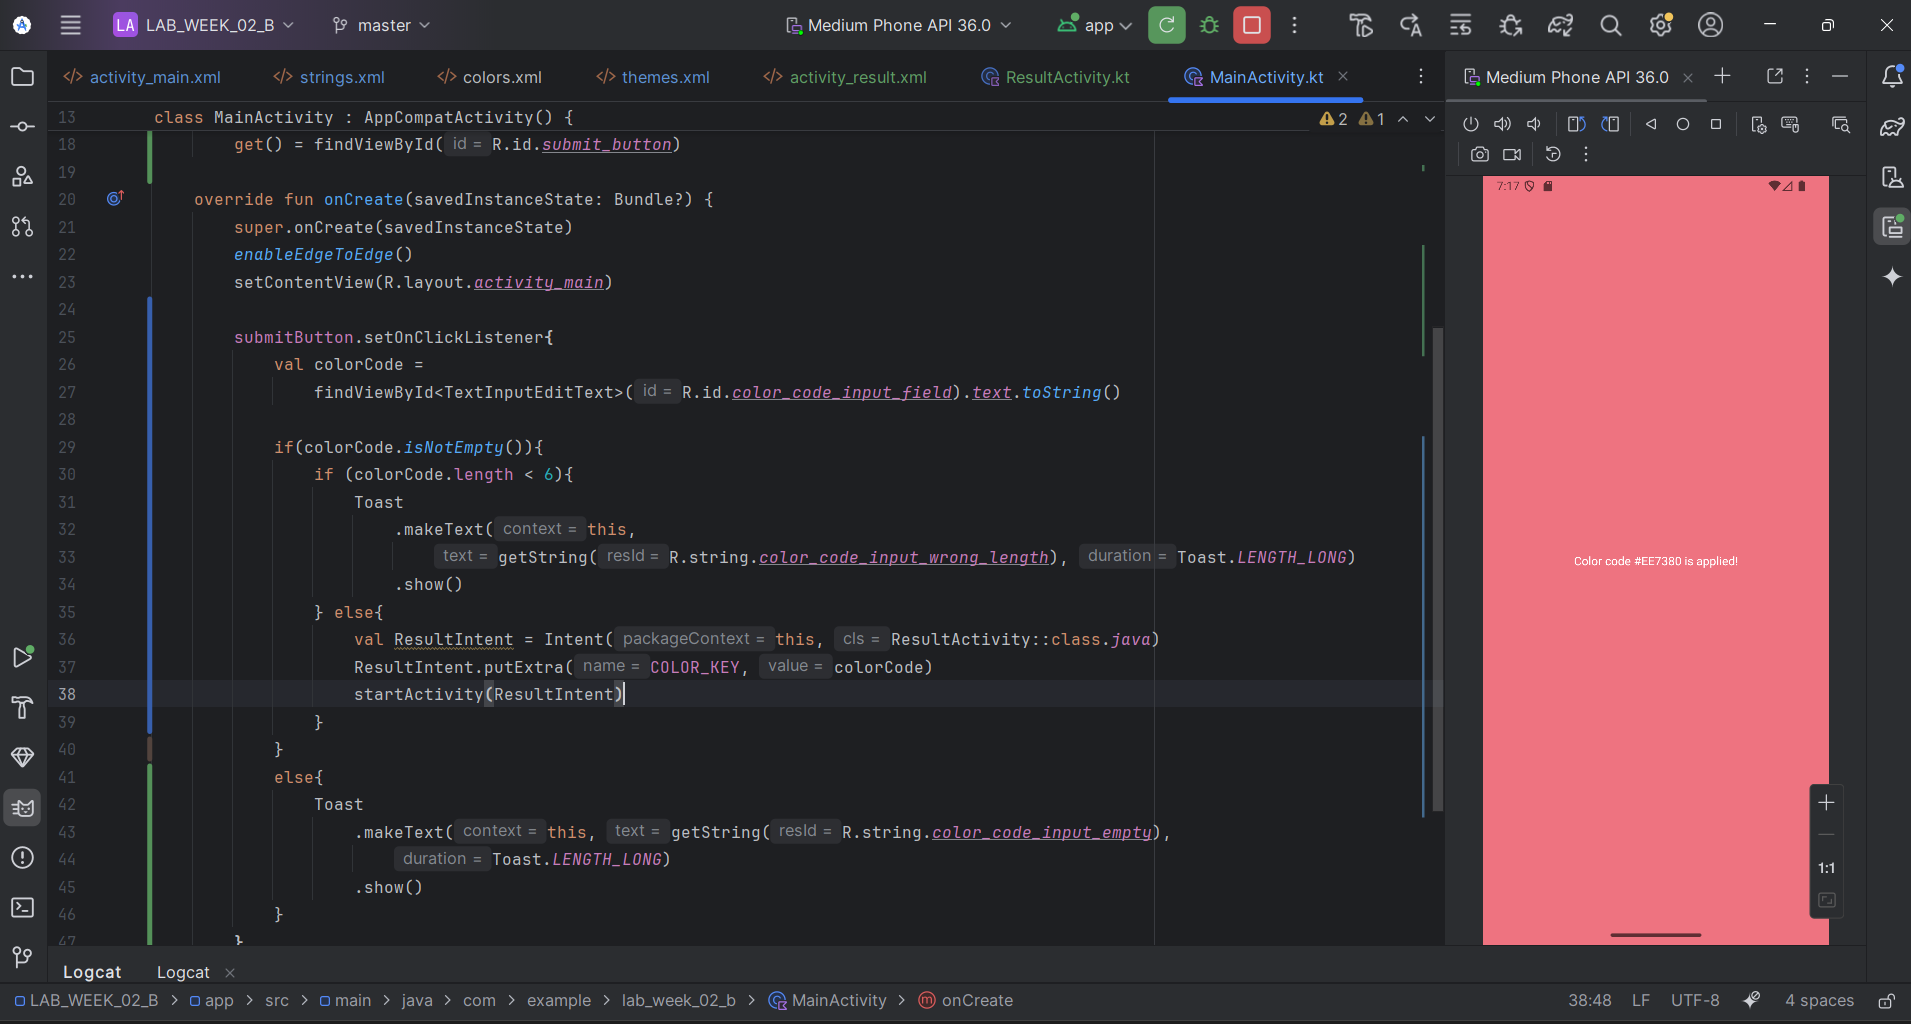 LA LAB_WEEK_02_B master Medium Phone API 36.0 app
activity_main.xml strings.xml colors.xml themes.xml activity_result.xml ResultActivity.kt MainActivity.kt Medium Phone API 36.0
13 class MainActivity : AppCompatActivity() { 2 1
18 get() = findViewById( id = R.id.submit_button)
19
20 override fun onCreate(savedInstanceState: Bundle?) {
21 super.onCreate(savedInstanceState)
22 enableEdgeToEdge()
23 setContentView(R.layout.activity_main)
24
25 submitButton.setOnClickListener{
26 val colorCode =
27 findViewById<TextInputEditText>( id = R.id.color_code_input_field).text.toString()
28
29 if(colorCode.isNotEmpty()){
30 if (colorCode.length < 6){
31 Toast
32 .makeText( context = this,
33 text = getString( resId = R.string.color_code_input_wrong_length), duration = Toast.LENGTH_LONG)
34 .show()
35 } else{
36 val ResultIntent = Intent( packageContext = this, cls = ResultActivity::class.java)
37 ResultIntent.putExtra( name = COLOR_KEY, value = colorCode)
38 startActivity(ResultIntent)
39 }
40 }
41 else{
42 Toast
43 .makeText( context = this, text = getString( resId = R.string.color_code_input_empty),
44 duration = Toast.LENGTH_LONG)
45 .show()
46 }
47 }
7:17
Color code #EE7380 is applied!
1:1
Logcat Logcat
LAB_WEEK_02_B > app > src > main > java > com > example > lab_week_02_b > MainActivity > onCreate 38:48 LF UTF-8 4 spaces